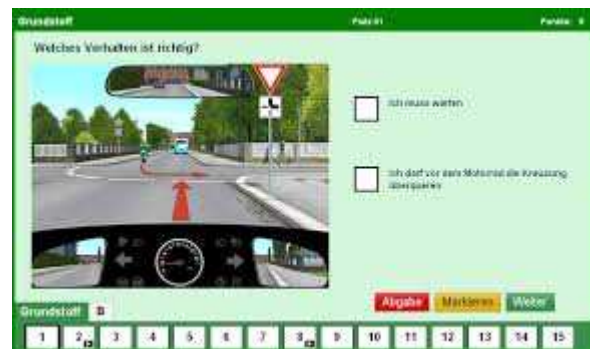 Grundstoff
Punkte: 4
Welches Verhalten ist richtig?
Ich muss warten
Ich darf vor dem Motorrad die Kreuzung
überqueren
Abgabe
Markieren
Weiter
Grundstoff B
1 2 3 4 5 6 7 8 9 10 11 12 13 14 15